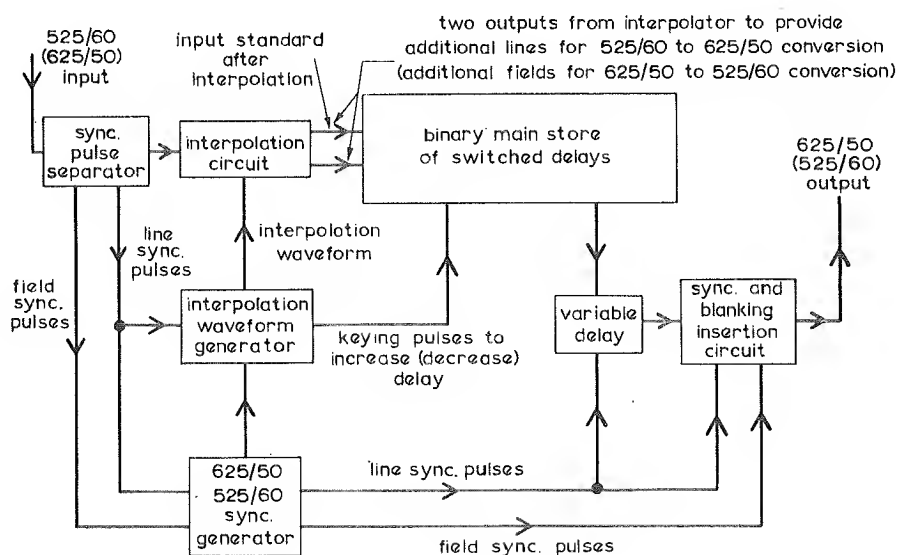 two outputs from interpolator to provide
additional lines for 525/60 to 625/50 conversion
(additional fields for 625/50 to 525/60 conversion)
525/60
(625/50)
input
input standard
after
interpolation
sync.
pulse
separator
interpolation
circuit
binary main store
of switched delays
625/50
(525/60)
output
line
sync.
pulses
interpolotion
waveform
field
sync.
pulses
interpolation
waveform
generator
keying pulses to
increase (decrease)
delay
variable
delay
sync. and
blanking
insertion
circuit
625/50
525/60
sync.
generator
line sync. pulses
field sync. pulses